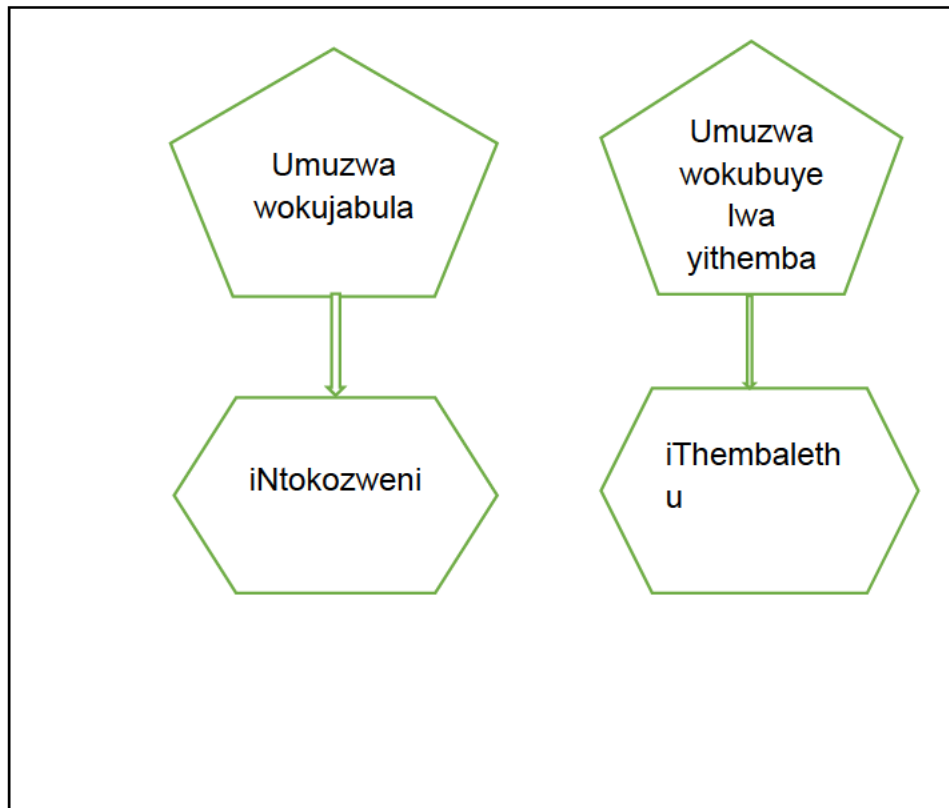 Umuzwa
wokujabula
Umuzwa
wokubuye
lwa
yithemba
iNtokozweni
iThembaleth
u